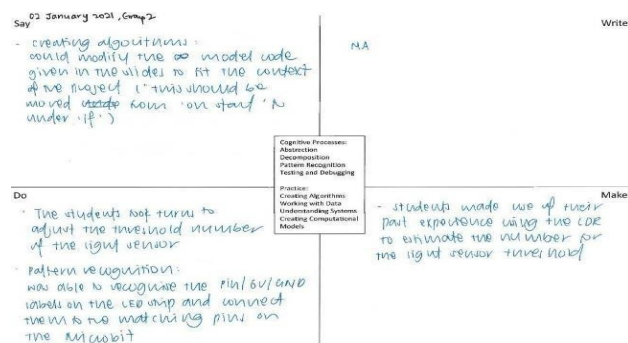 02 January 2021, Group 2
Say
- creating algorithms:
could modify the model code
given in the slides to fit the context
of the project ("this should be
moved from 'on start' to
under 'if')
Write
NA
Cognitive Processes:
Abstraction
Decomposition
Pattern Recognition
Testing and Debugging
Practice:
Creating Algorithms
Working with Data
Understanding Systems
Creating Computational
Models
Do
- The students took turns to
adjust the threshold number
of the light sensor
- pattern recognition:
was able to recognise the Pin/5V/GND
labels on the LED strip and connect
them to the matching pins on
the microbit
Make
- students made use of their
past experience using the LDR
to estimate the number for
the light sensor threshold